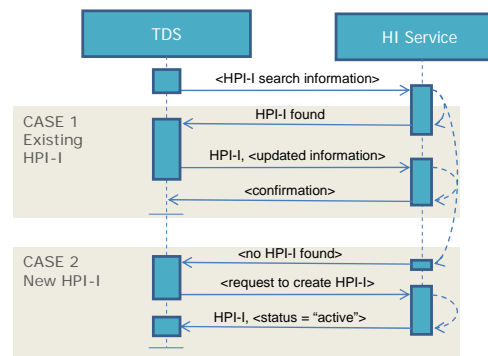 TDS
HI Service
<HPI-I search information>
CASE 1
Existing
HPI-I
HPI-I found
HPI-I, <updated information>
<confirmation>
CASE 2
New HPI-I
<no HPI-I found>
<request to create HPI-I>
HPI-I, <status = “active”>